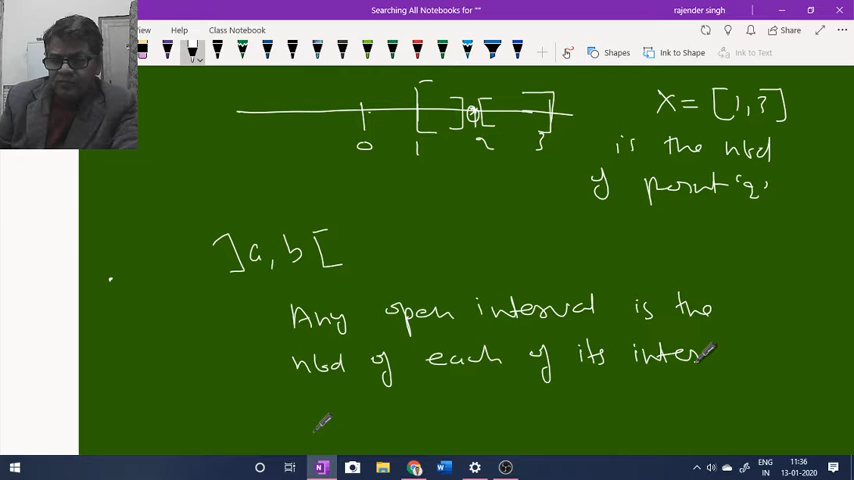 Searching All Notebooks for ""
rajender singh
View
Help
Class Notebook
Share
Shapes
Ink to Shape
Ink to Text
X = [1,3]
0 1 2 3
is the nbd
of point '2'
]a, b[
Any open interval is the
nbd of each of its inter
ENG
IN
11:36
13-01-2020